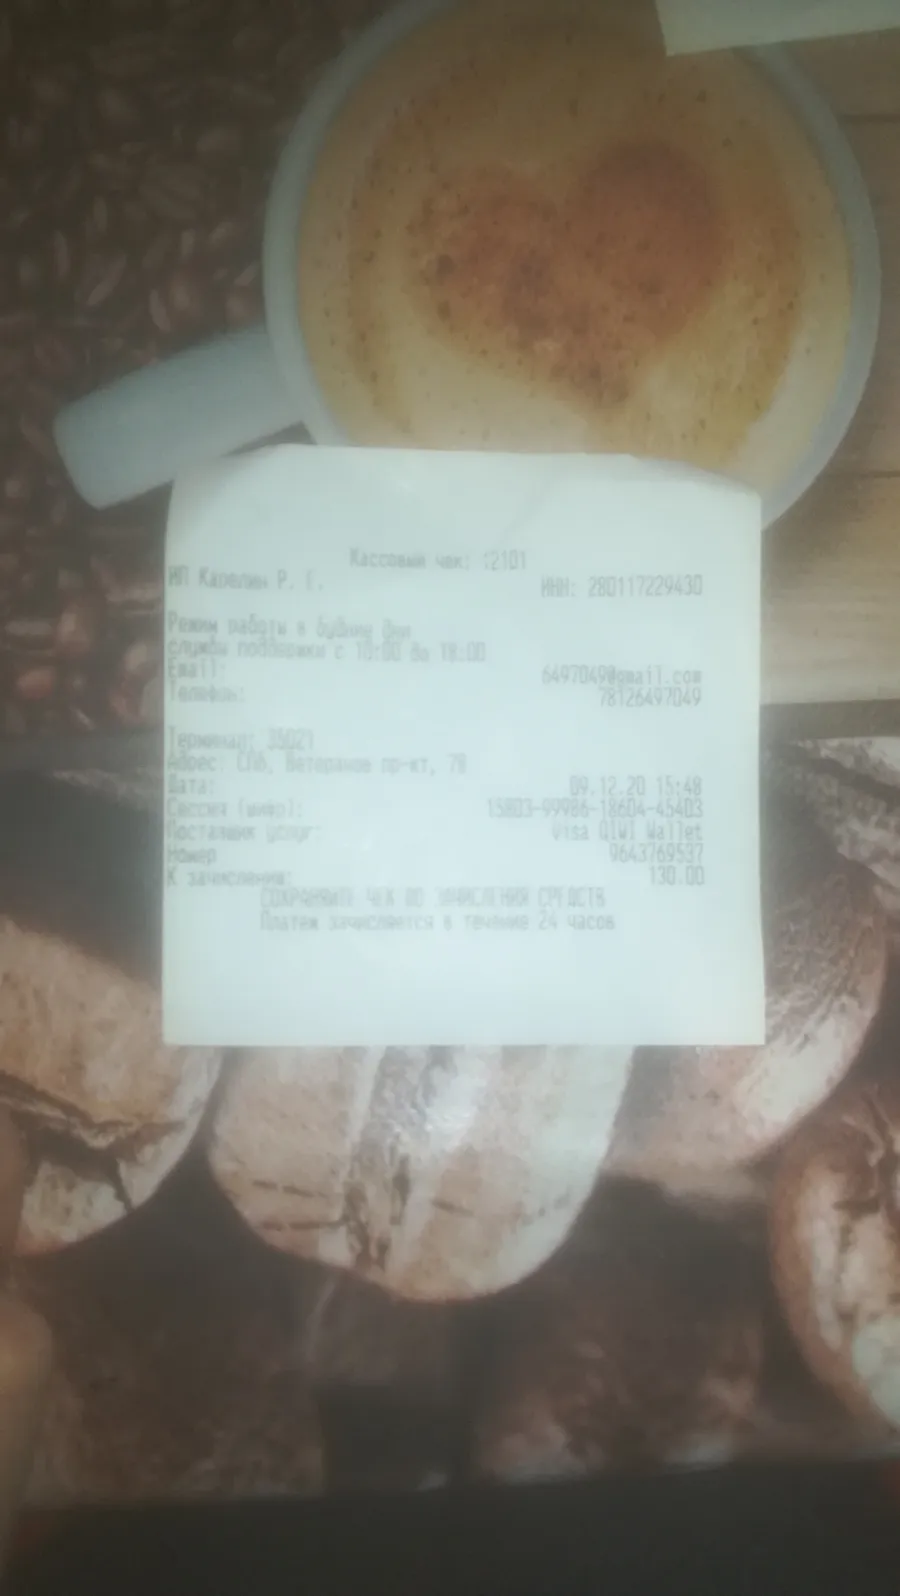 Кассовый чек: 12101
ИП Карелин Р. Г. ИНН: 280117229430
Режим работы в будние дни
службы поддержки с 10:00 до 18:00
Email: 6497049@gmail.com
Телефон: 78126497049
Терминал: 35021
Адрес: СПб, Ветеранов пр-кт, 78
Дата: 09.12.20 15:48
Сессия (шифр): 15803-99986-18604-45403
Поставщик услуг: Visa QIWI Wallet
Номер 9643769537
К зачислению: 130.00
СОХРАНЯЙТЕ ЧЕК ДО ЗАЧИСЛЕНИЯ СРЕДСТВ
Платеж зачисляется в течение 24 часов